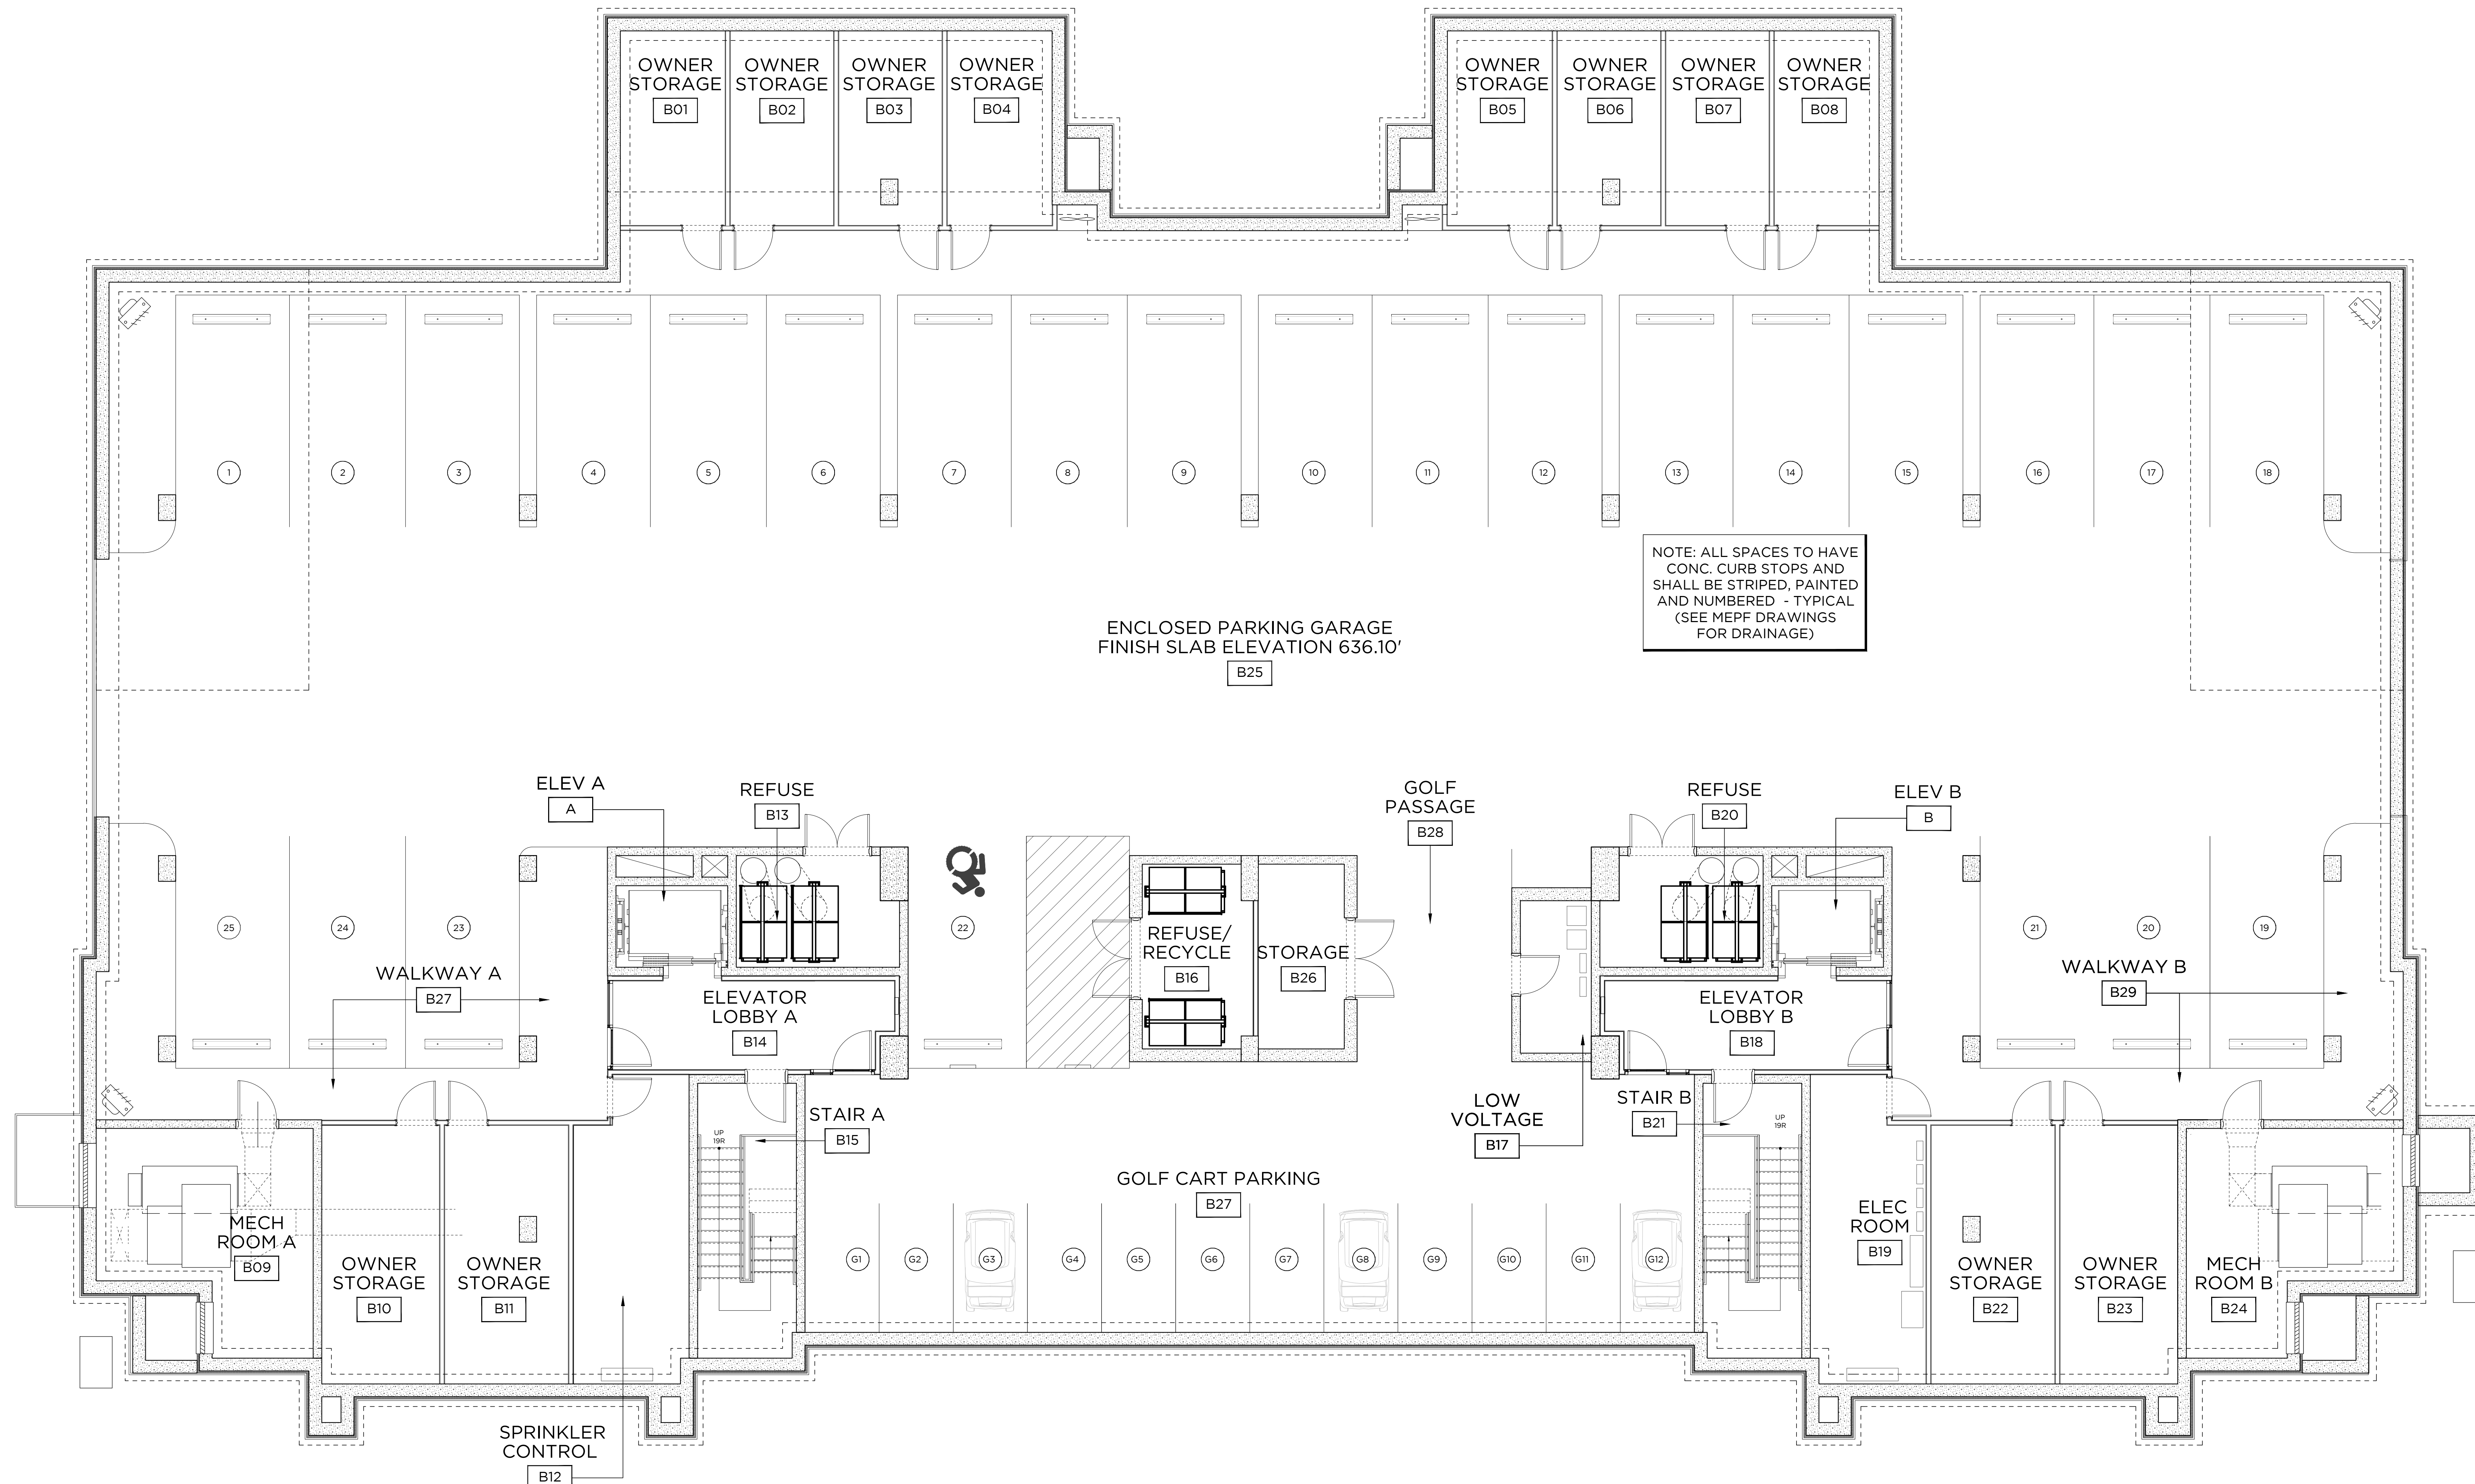 OWNER
STORAGE
B01
OWNER
STORAGE
B02
OWNER
STORAGE
B03
OWNER
STORAGE
B04
OWNER
STORAGE
B05
OWNER
STORAGE
B06
OWNER
STORAGE
B07
OWNER
STORAGE
B08
1
2
3
4
5
6
7
8
9
10
11
12
13
14
15
16
17
18
NOTE: ALL SPACES TO HAVE
CONC. CURB STOPS AND
SHALL BE STRIPED, PAINTED
AND NUMBERED - TYPICAL
(SEE MEPF DRAWINGS
FOR DRAINAGE)
ENCLOSED PARKING GARAGE
FINISH SLAB ELEVATION 636.10'
B25
ELEV A
A
REFUSE
B13
GOLF
PASSAGE
B28
REFUSE
B20
ELEV B
B
25
24
23
22
21
20
19
WALKWAY A
B27
REFUSE/
RECYCLE
B16
STORAGE
B26
WALKWAY B
B29
ELEVATOR
LOBBY A
B14
ELEVATOR
LOBBY B
B18
STAIR A
B15
UP
19R
LOW
VOLTAGE
B17
STAIR B
B21
UP
19R
GOLF CART PARKING
B27
MECH
ROOM A
B09
OWNER
STORAGE
B10
OWNER
STORAGE
B11
G1
G2
G3
G4
G5
G6
G7
G8
G9
G10
G11
G12
ELEC
ROOM
B19
OWNER
STORAGE
B22
OWNER
STORAGE
B23
MECH
ROOM B
B24
SPRINKLER
CONTROL
B12